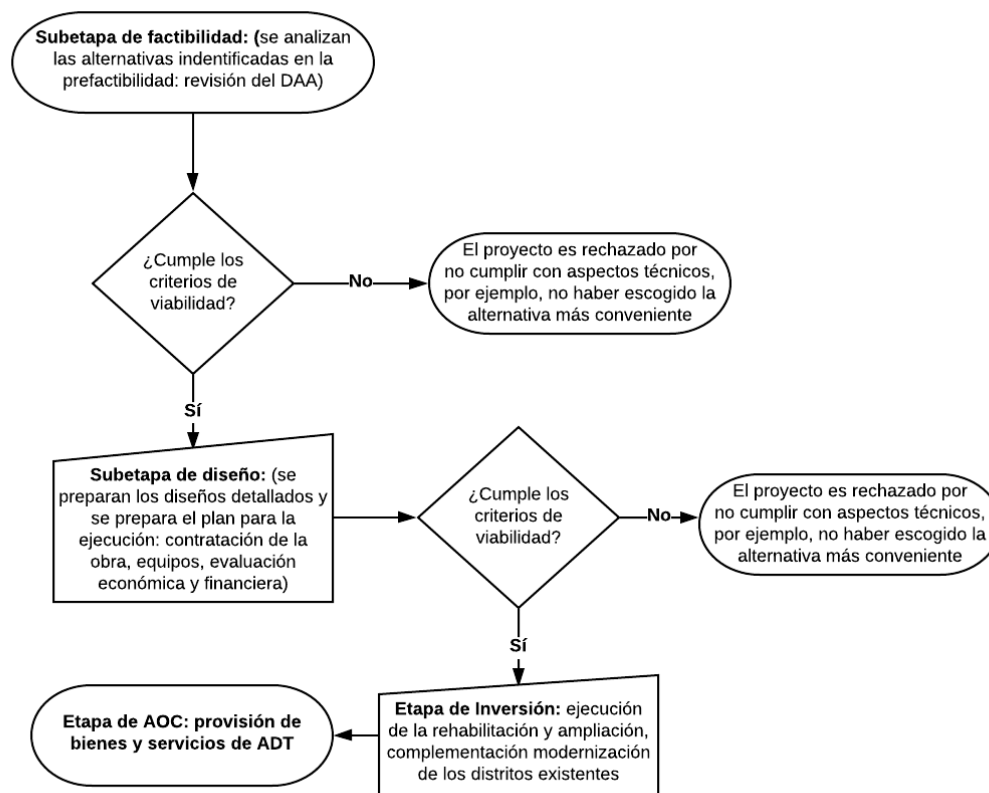 Subetapa de factibilidad: (se analizan
las alternativas indentificadas en la
prefactibilidad: revisión del DAA)
¿Cumple los
criterios de
viabilidad?
No
El proyecto es rechazado por
no cumplir con aspectos técnicos,
por ejemplo, no haber escogido la
alternativa más conveniente
Sí
Subetapa de diseño: (se
preparan los diseños detallados y
se prepara el plan para la
ejecución: contratación de la
obra, equipos, evaluación
económica y financiera)
¿Cumple los
criterios de
viabilidad?
No
El proyecto es rechazado por
no cumplir con aspectos técnicos,
por ejemplo, no haber escogido la
alternativa más conveniente
Sí
Etapa de Inversión: ejecución
de la rehabilitación y ampliación,
complementación modernización
de los distritos existentes
Etapa de AOC: provisión de
bienes y servicios de ADT